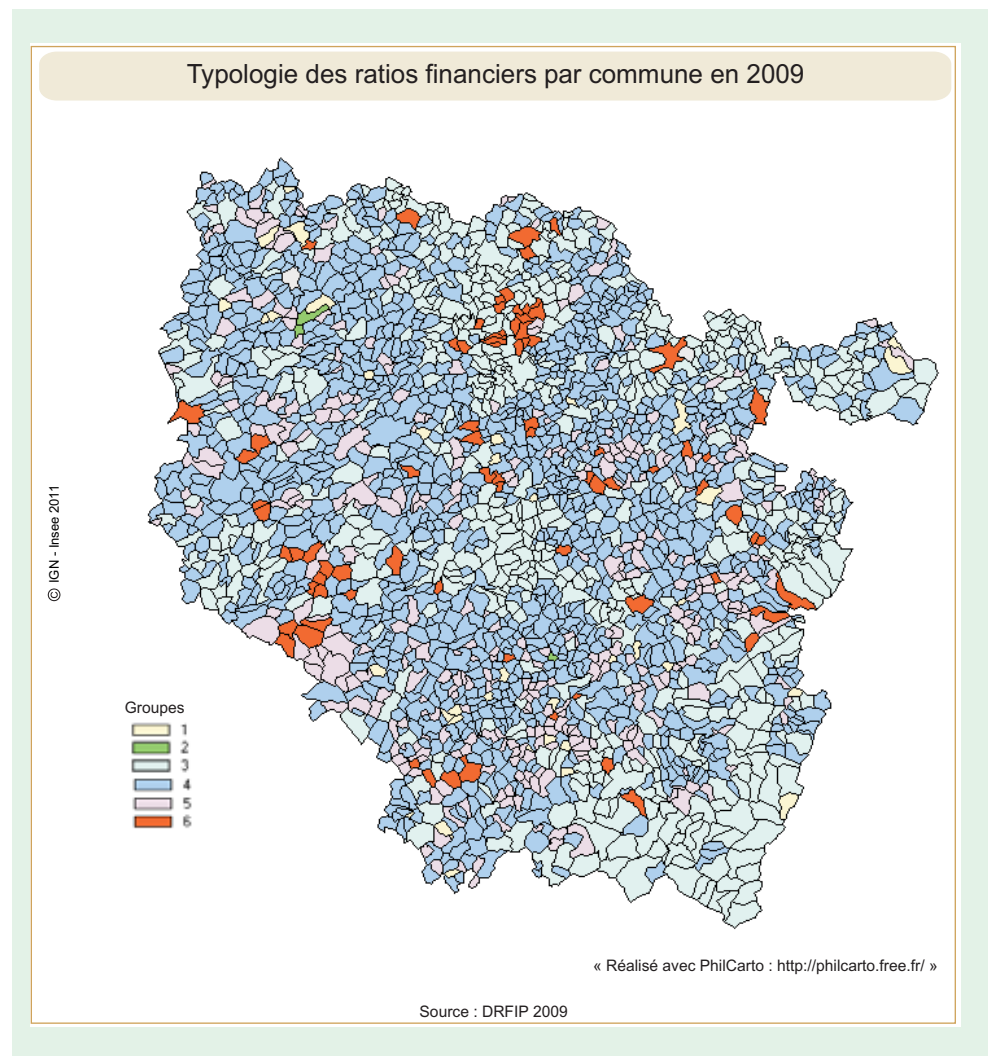 Typologie des ratios financiers par commune en 2009
© IGN - Insee 2011
Groupes
1
2
3
4
5
6
« Réalisé avec PhilCarto : http://philcarto.free.fr/ »
Source : DRFIP 2009